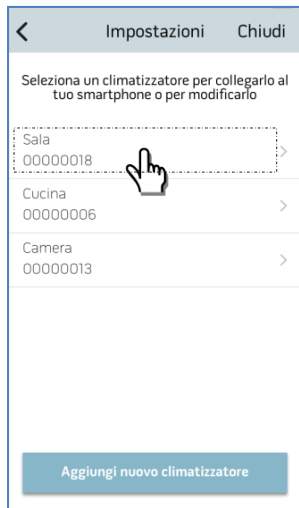 Impostazioni Chiudi
Seleziona un climatizzatore per collegarlo al
tuo smartphone o per modificarlo
Sala
00000018
Cucina
00000006
Camera
00000013
Aggiungi nuovo climatizzatore